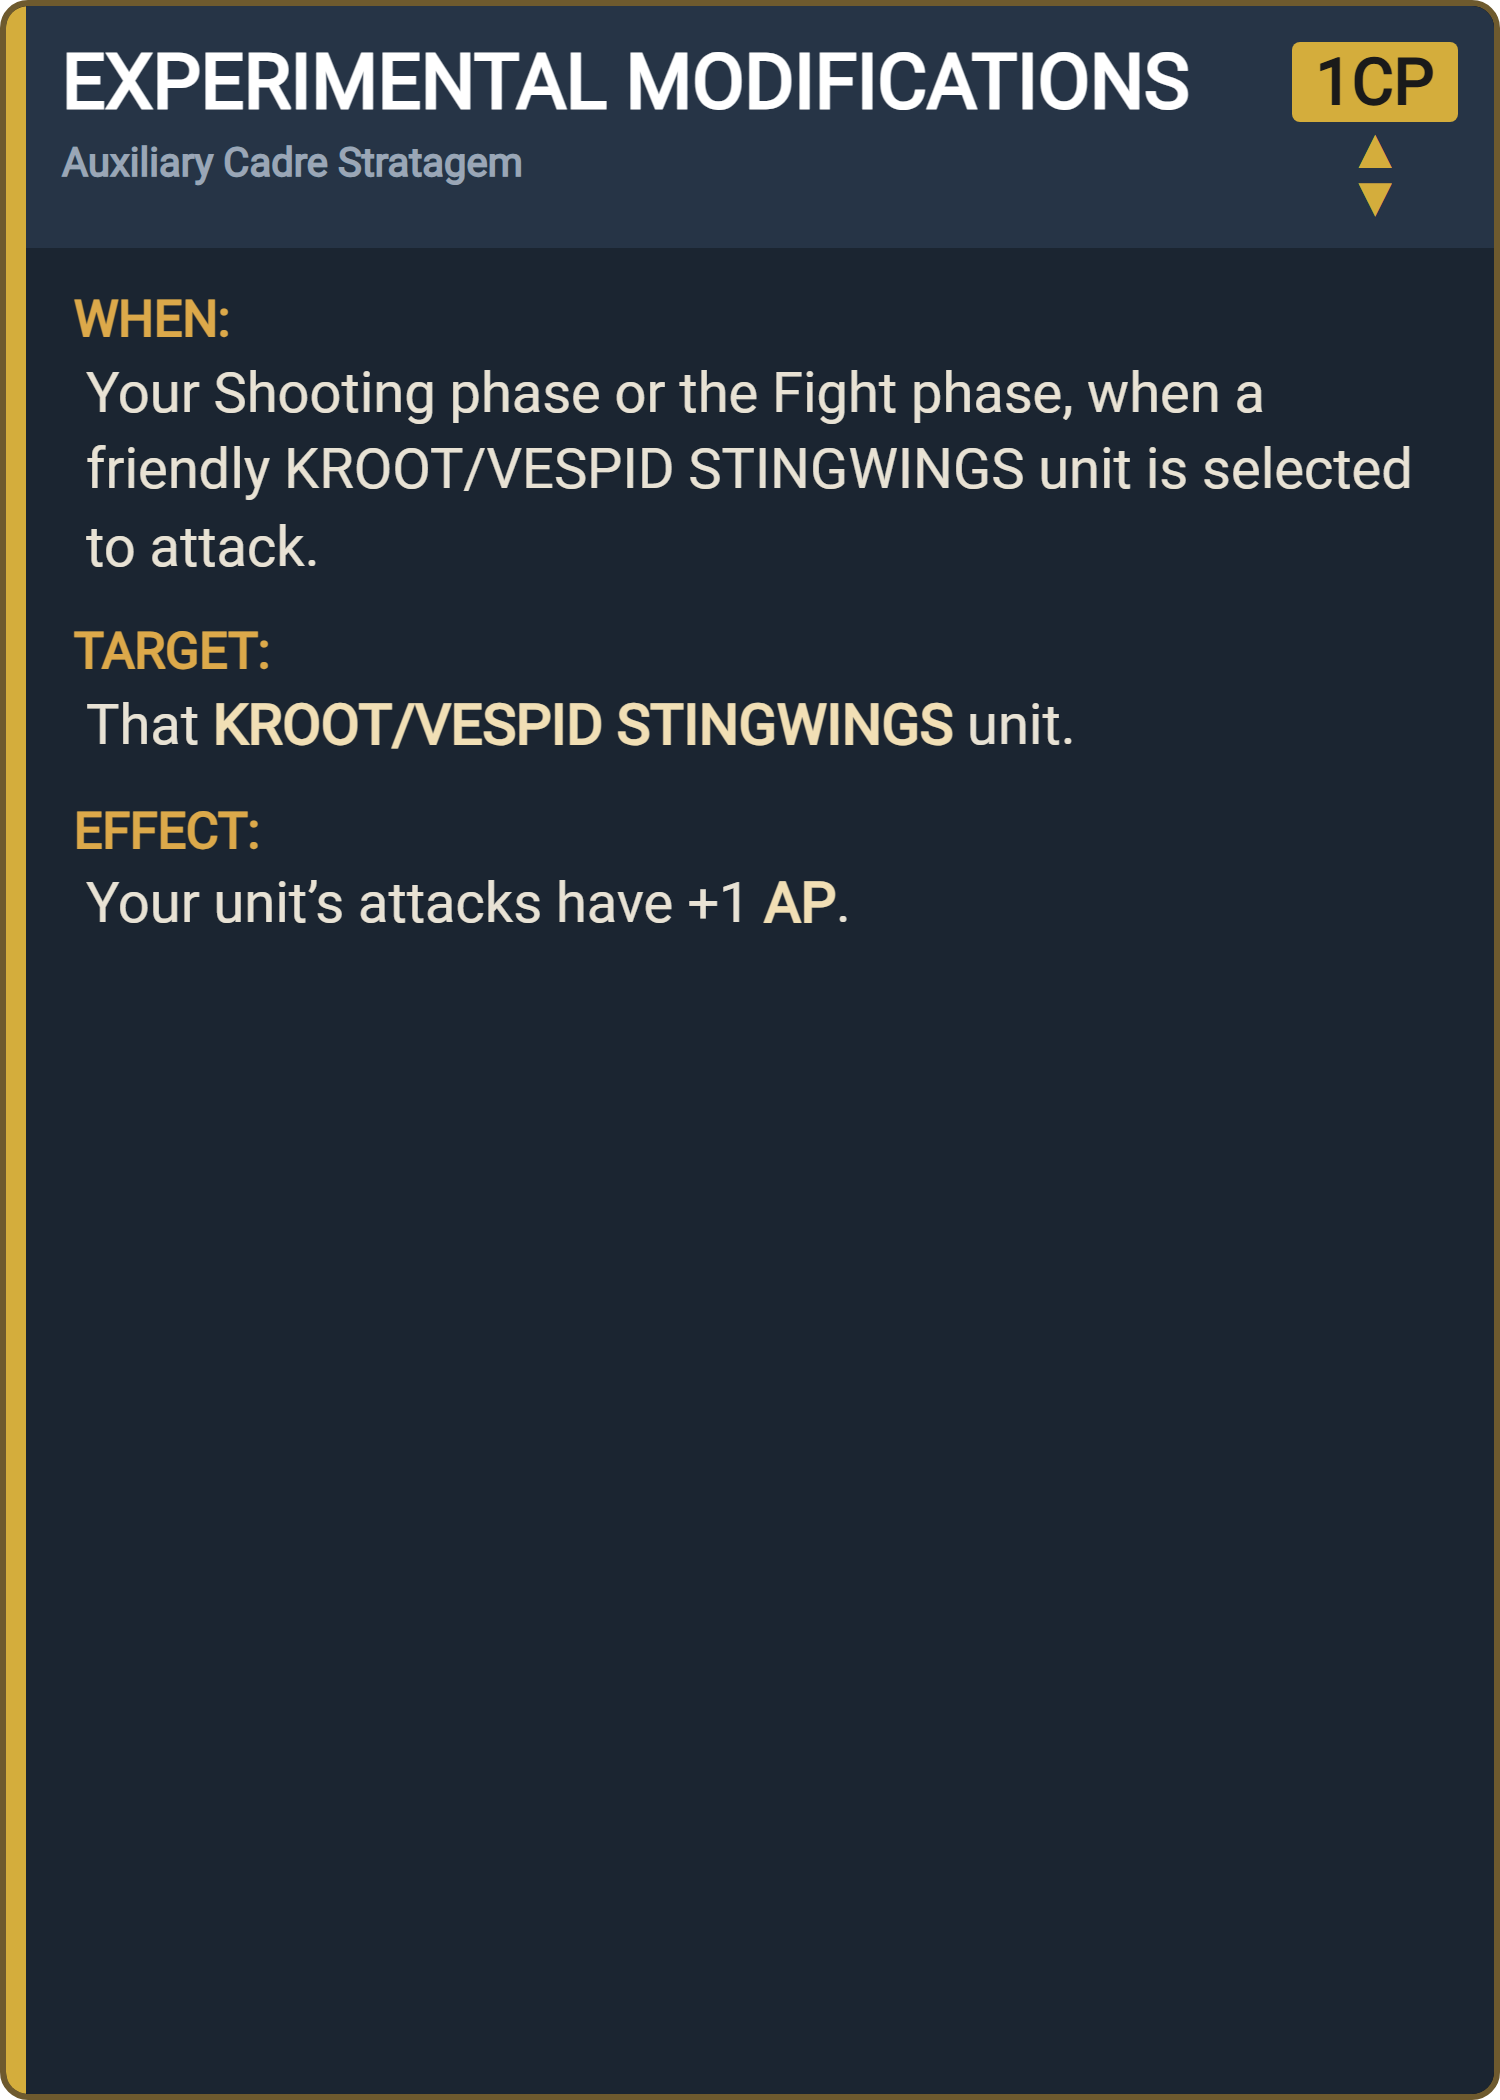 EXPERIMENTAL MODIFICATIONS
1CP
Auxiliary Cadre Stratagem
▲
▼
WHEN:
Your Shooting phase or the Fight phase, when a
friendly KROOT/VESPID STINGWINGS unit is selected
to attack.
TARGET:
That KROOT/VESPID STINGWINGS unit.
EFFECT:
Your unit’s attacks have +1 AP.